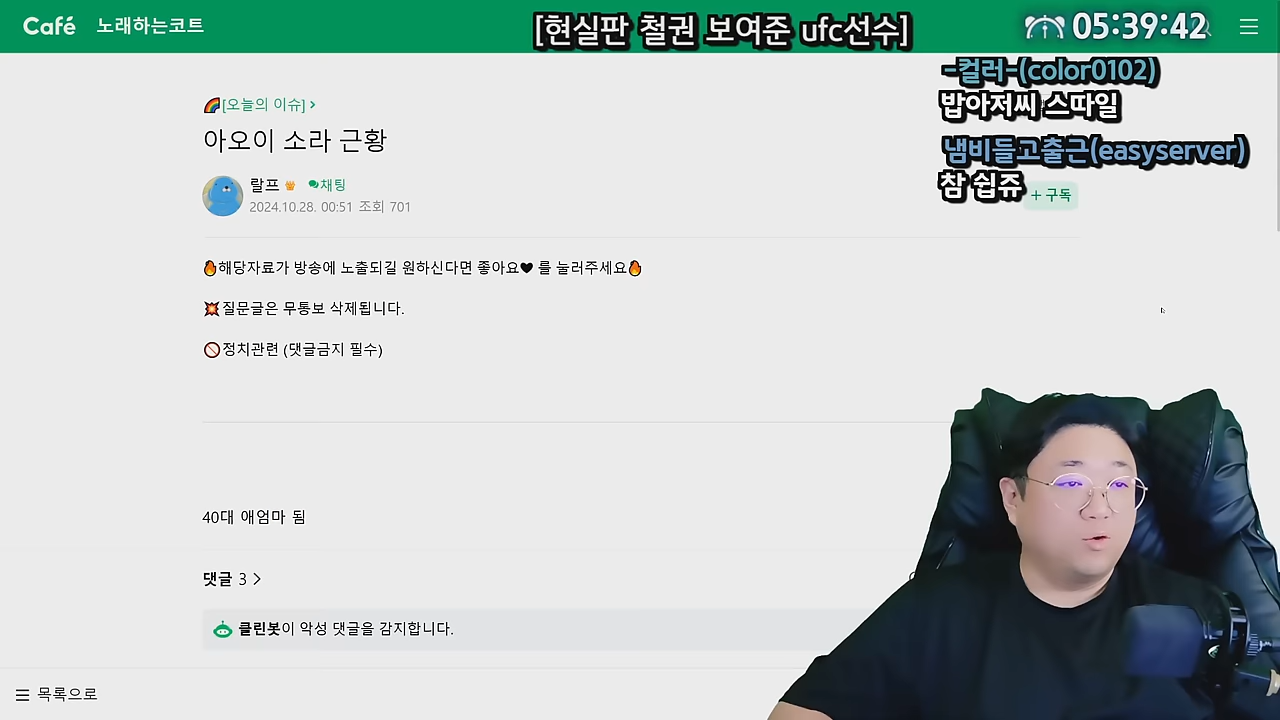 Café 노래하는코트
[현실판 철권 보여준 ufc선수]
05:39:42
-컬러-(color0102)
밥아저씨 스따일
냄비들고출근(easyserver)
참 쉽쥬
+ 구독
[오늘의 이슈] >
아오이 소라 근황
랄프 채팅
2024.10.28. 00:51 조회 701
🔥해당자료가 방송에 노출되길 원하신다면 좋아요♥ 를 눌러주세요🔥
💥질문글은 무통보 삭제됩니다.
🚫정치관련 (댓글금지 필수)
40대 애엄마 됨
댓글 3 >
클린봇이 악성 댓글을 감지합니다.
목록으로